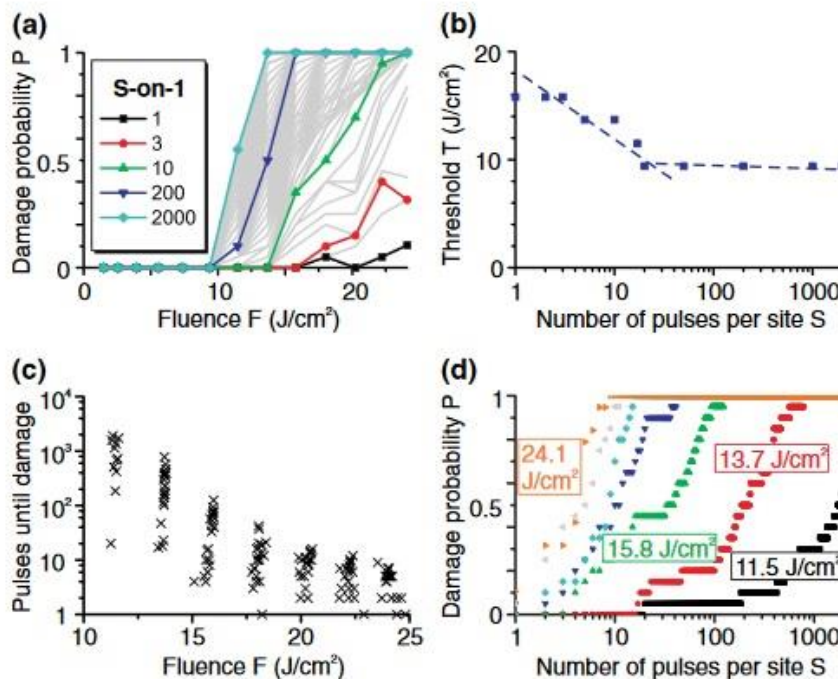 (a)
Damage probability P
1
0.5
0
S-on-1
1
3
10
200
2000
0
10
20
Fluence F (J/cm²)
(b)
Threshold T (J/cm²)
20
10
0
1
10
100
1000
Number of pulses per site S
(c)
Pulses until damage
10⁴
10³
10²
10
1
10
15
20
25
Fluence F (J/cm²)
(d)
Damage probability P
1
0.5
0
24.1
J/cm²
13.7 J/cm²
15.8 J/cm²
11.5 J/cm²
1
10
100
1000
Number of pulses per site S